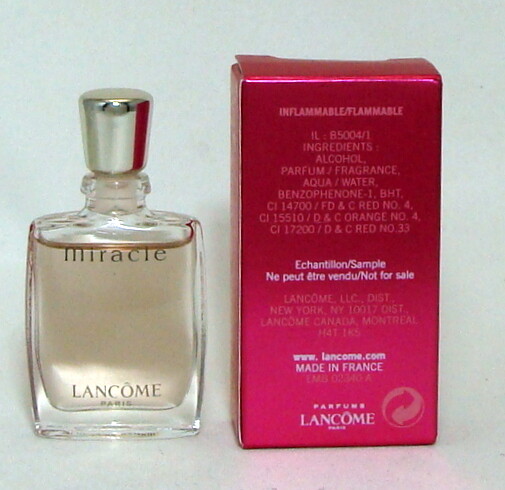 miracle
LANCÔME
PARIS
INFLAMMABLE/FLAMMABLE
IL : B5004/1
INGREDIENTS :
ALCOHOL,
PARFUM / FRAGRANCE,
AQUA / WATER,
BENZOPHENONE-1, BHT,
CI 14700 / FD & C RED NO. 4,
CI 15510 / D & C ORANGE NO. 4,
CI 17200 / D & C RED NO.33
Echantillon/Sample
Ne peut être vendu/Not for sale
LANCÔME, LLC., DIST.,
NEW YORK, NY 10017 DIST.,
LANCÔME CANADA, MONTRÉAL,
H4T 1K5
www. lancome.com
MADE IN FRANCE
LMB 02340 A
PARFUMS
LANCÔME
PARIS